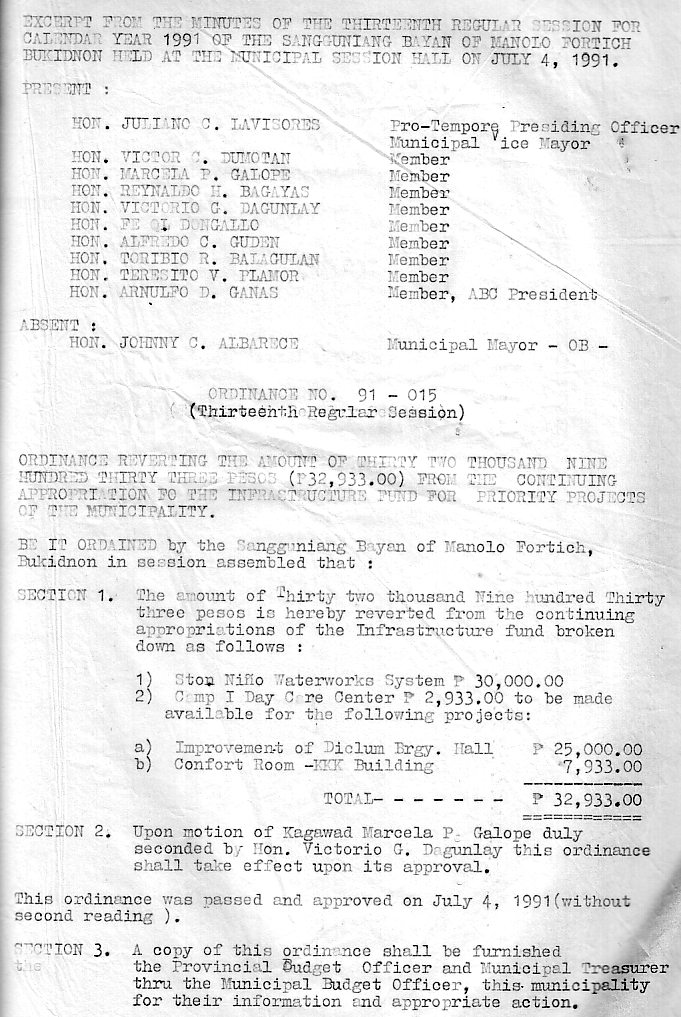 EXCERPT FROM THE MINUTES OF THE THIRTEENTH REGULAR SESSION FOR
CALENDAR YEAR 1991 OF THE SANGGUNIANG BAYAN OF MANOLO FORTICH
BUKIDNON HELD AT THE MUNICIPAL SESSION HALL ON JULY 4, 1991.
PRESENT :
HON. JULIANO C. LAVISORES Pro-Tempore Presiding Officer
Municipal Vice Mayor
HON. VICTOR C. DUMOTAN Member
HON. MARCELA P. GALOPE Member
HON. REYNALDO H. BAGAYAS Member
HON. VICTORIO G. DAGUNLAY Member
HON. FE QL DONGALLO Member
HON. ALFREDO C. GUDEN Member
HON. TORIBIO R. BALAGULAN Member
HON. TERESITO V. PLAMOR Member
HON. ARNULFO D. GANAS Member, ABC President
ABSENT :
HON. JOHNNY C. ALBARECE Municipal Mayor - OB -
ORDINANCE NO. 91 - 015
(Thirteenth Regular Session)
ORDINANCE REVERTING THE AMOUNT OF THIRTY TWO THOUSAND NINE
HUNDRED THIRTY THREE PESOS (₱32,933.00) FROM THE CONTINUING
APPROPRIATION FO THE INFRASTRUCTURE FUND FOR PRIORITY PROJECTS
OF THE MUNICIPALITY.
BE IT ORDAINED by the Sangguniang Bayan of Manolo Fortich,
Bukidnon in session assembled that :
SECTION 1. The amount of Thirty two thousand Nine hundred Thirty
three pesos is hereby reverted from the continuing
appropriations of the Infrastructure fund broken
down as follows :
1) Sto. Niño Waterworks System ₱ 30,000.00
2) Camp I Day Care Center ₱ 2,933.00 to be made
available for the following projects:
a) Improvement of Diclum Brgy. Hall ₱ 25,000.00
b) Confort Room -KKK Building 7,933.00
TOTAL- - - - - - - - ₱ 32,933.00
SECTION 2. Upon motion of Kagawad Marcela P. Galope duly
seconded by Hon. Victorio G. Dagunlay this ordinance
shall take effect upon its approval.
This ordinance was passed and approved on July 4, 1991(without
second reading ).
SECTION 3. A copy of this ordinance shall be furnished
the the Provincial Budget Officer and Municipal Treasurer
thru the Municipal Budget Officer, this municipality
for their information and appropriate action.